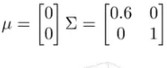 μ = [0 0] Σ = [0.6 0
0 1]